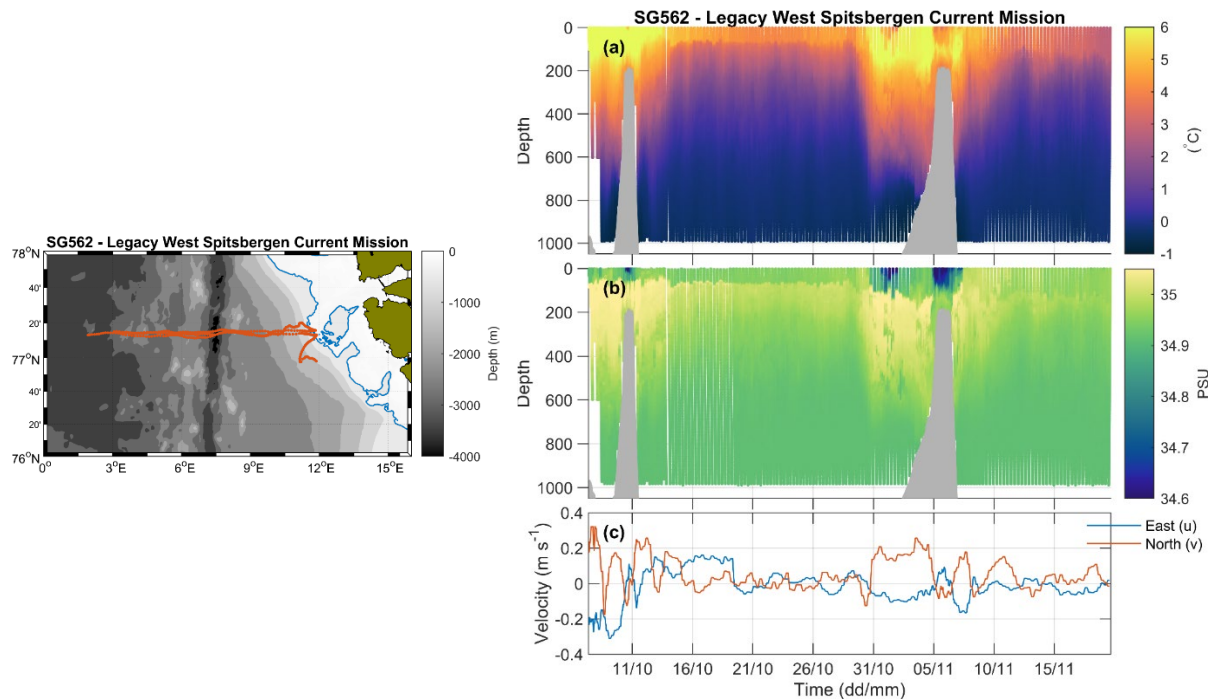 SG562 - Legacy West Spitsbergen Current Mission
78°N
40'
20'
77°N
40'
20'
76°N
0°
3°E
6°E
9°E
12°E
15°E
0
-1000
-2000
-3000
-4000
Depth (m)
SG562 - Legacy West Spitsbergen Current Mission
(a)
Depth
0
200
400
600
800
1000
6
5
4
3
2
1
0
-1
(°C)
(b)
Depth
0
200
400
600
800
1000
35
34.9
34.8
34.7
34.6
PSU
(c)
Velocity (m s-1)
0.4
0.2
0
-0.2
-0.4
East (u)
North (v)
11/10
16/10
21/10
26/10
31/10
05/11
10/11
15/11
Time (dd/mm)